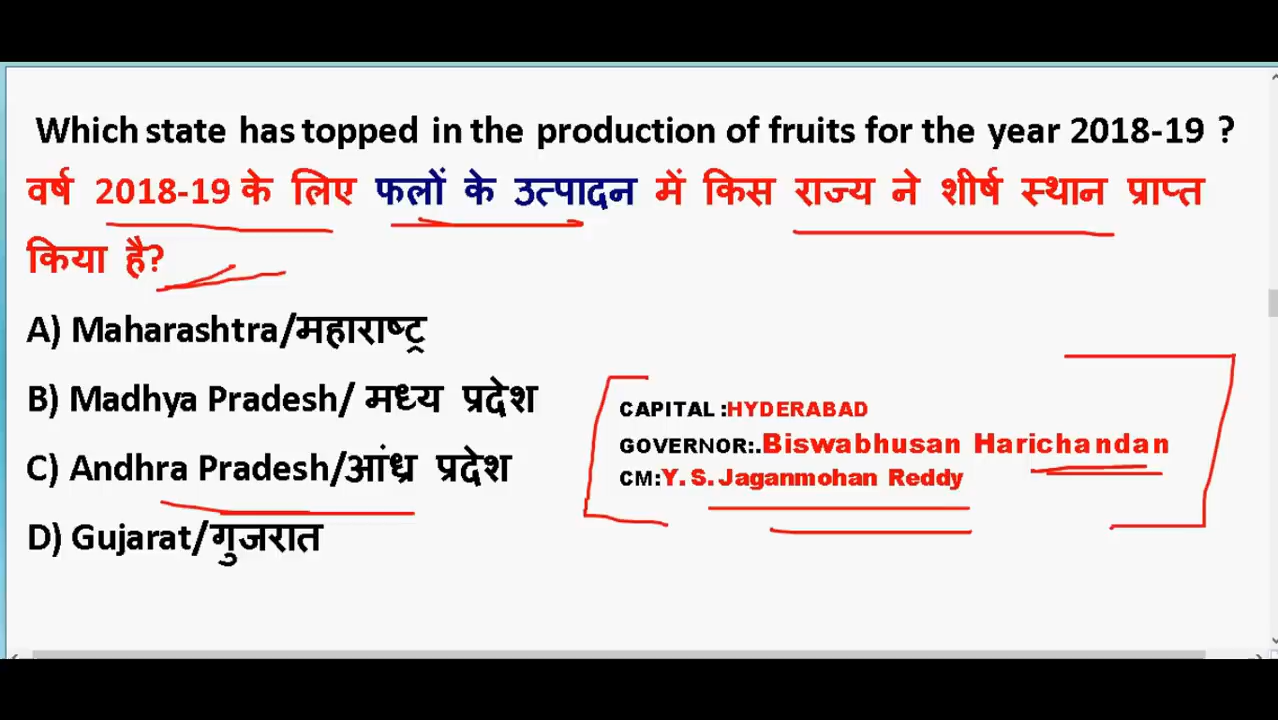 Which state has topped in the production of fruits for the year 2018-19 ?
वर्ष 2018-19 के लिए फलों के उत्पादन में किस राज्य ने शीर्ष स्थान प्राप्त
किया है?
A) Maharashtra/महाराष्ट्र
B) Madhya Pradesh/ मध्य प्रदेश
C) Andhra Pradesh/आंध्र प्रदेश
D) Gujarat/गुजरात
CAPITAL :HYDERABAD
GOVERNOR:.Biswabhusan Harichandan
CM:Y. S. Jaganmohan Reddy